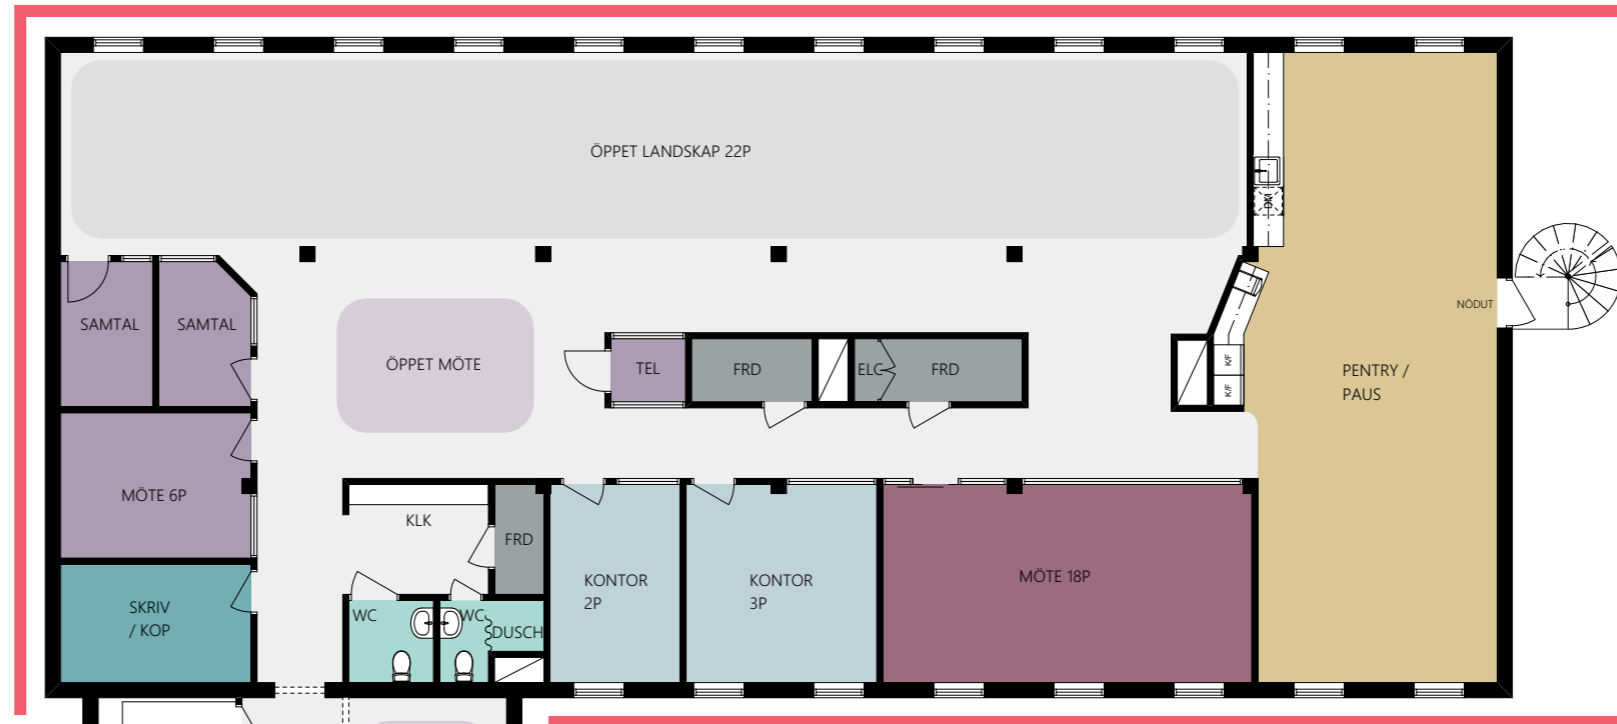 ÖPPET LANDSKAP 22P
NÖDUT
SAMTAL
SAMTAL
ÖPPET MÖTE
TEL
FRD
ELC
FRD
K/F
K/F
PENTRY /
PAUS
MÖTE 6P
KLK
FRD
SKRIV
/ KOP
WC
WC
DUSCH
KONTOR
2P
KONTOR
3P
MÖTE 18P